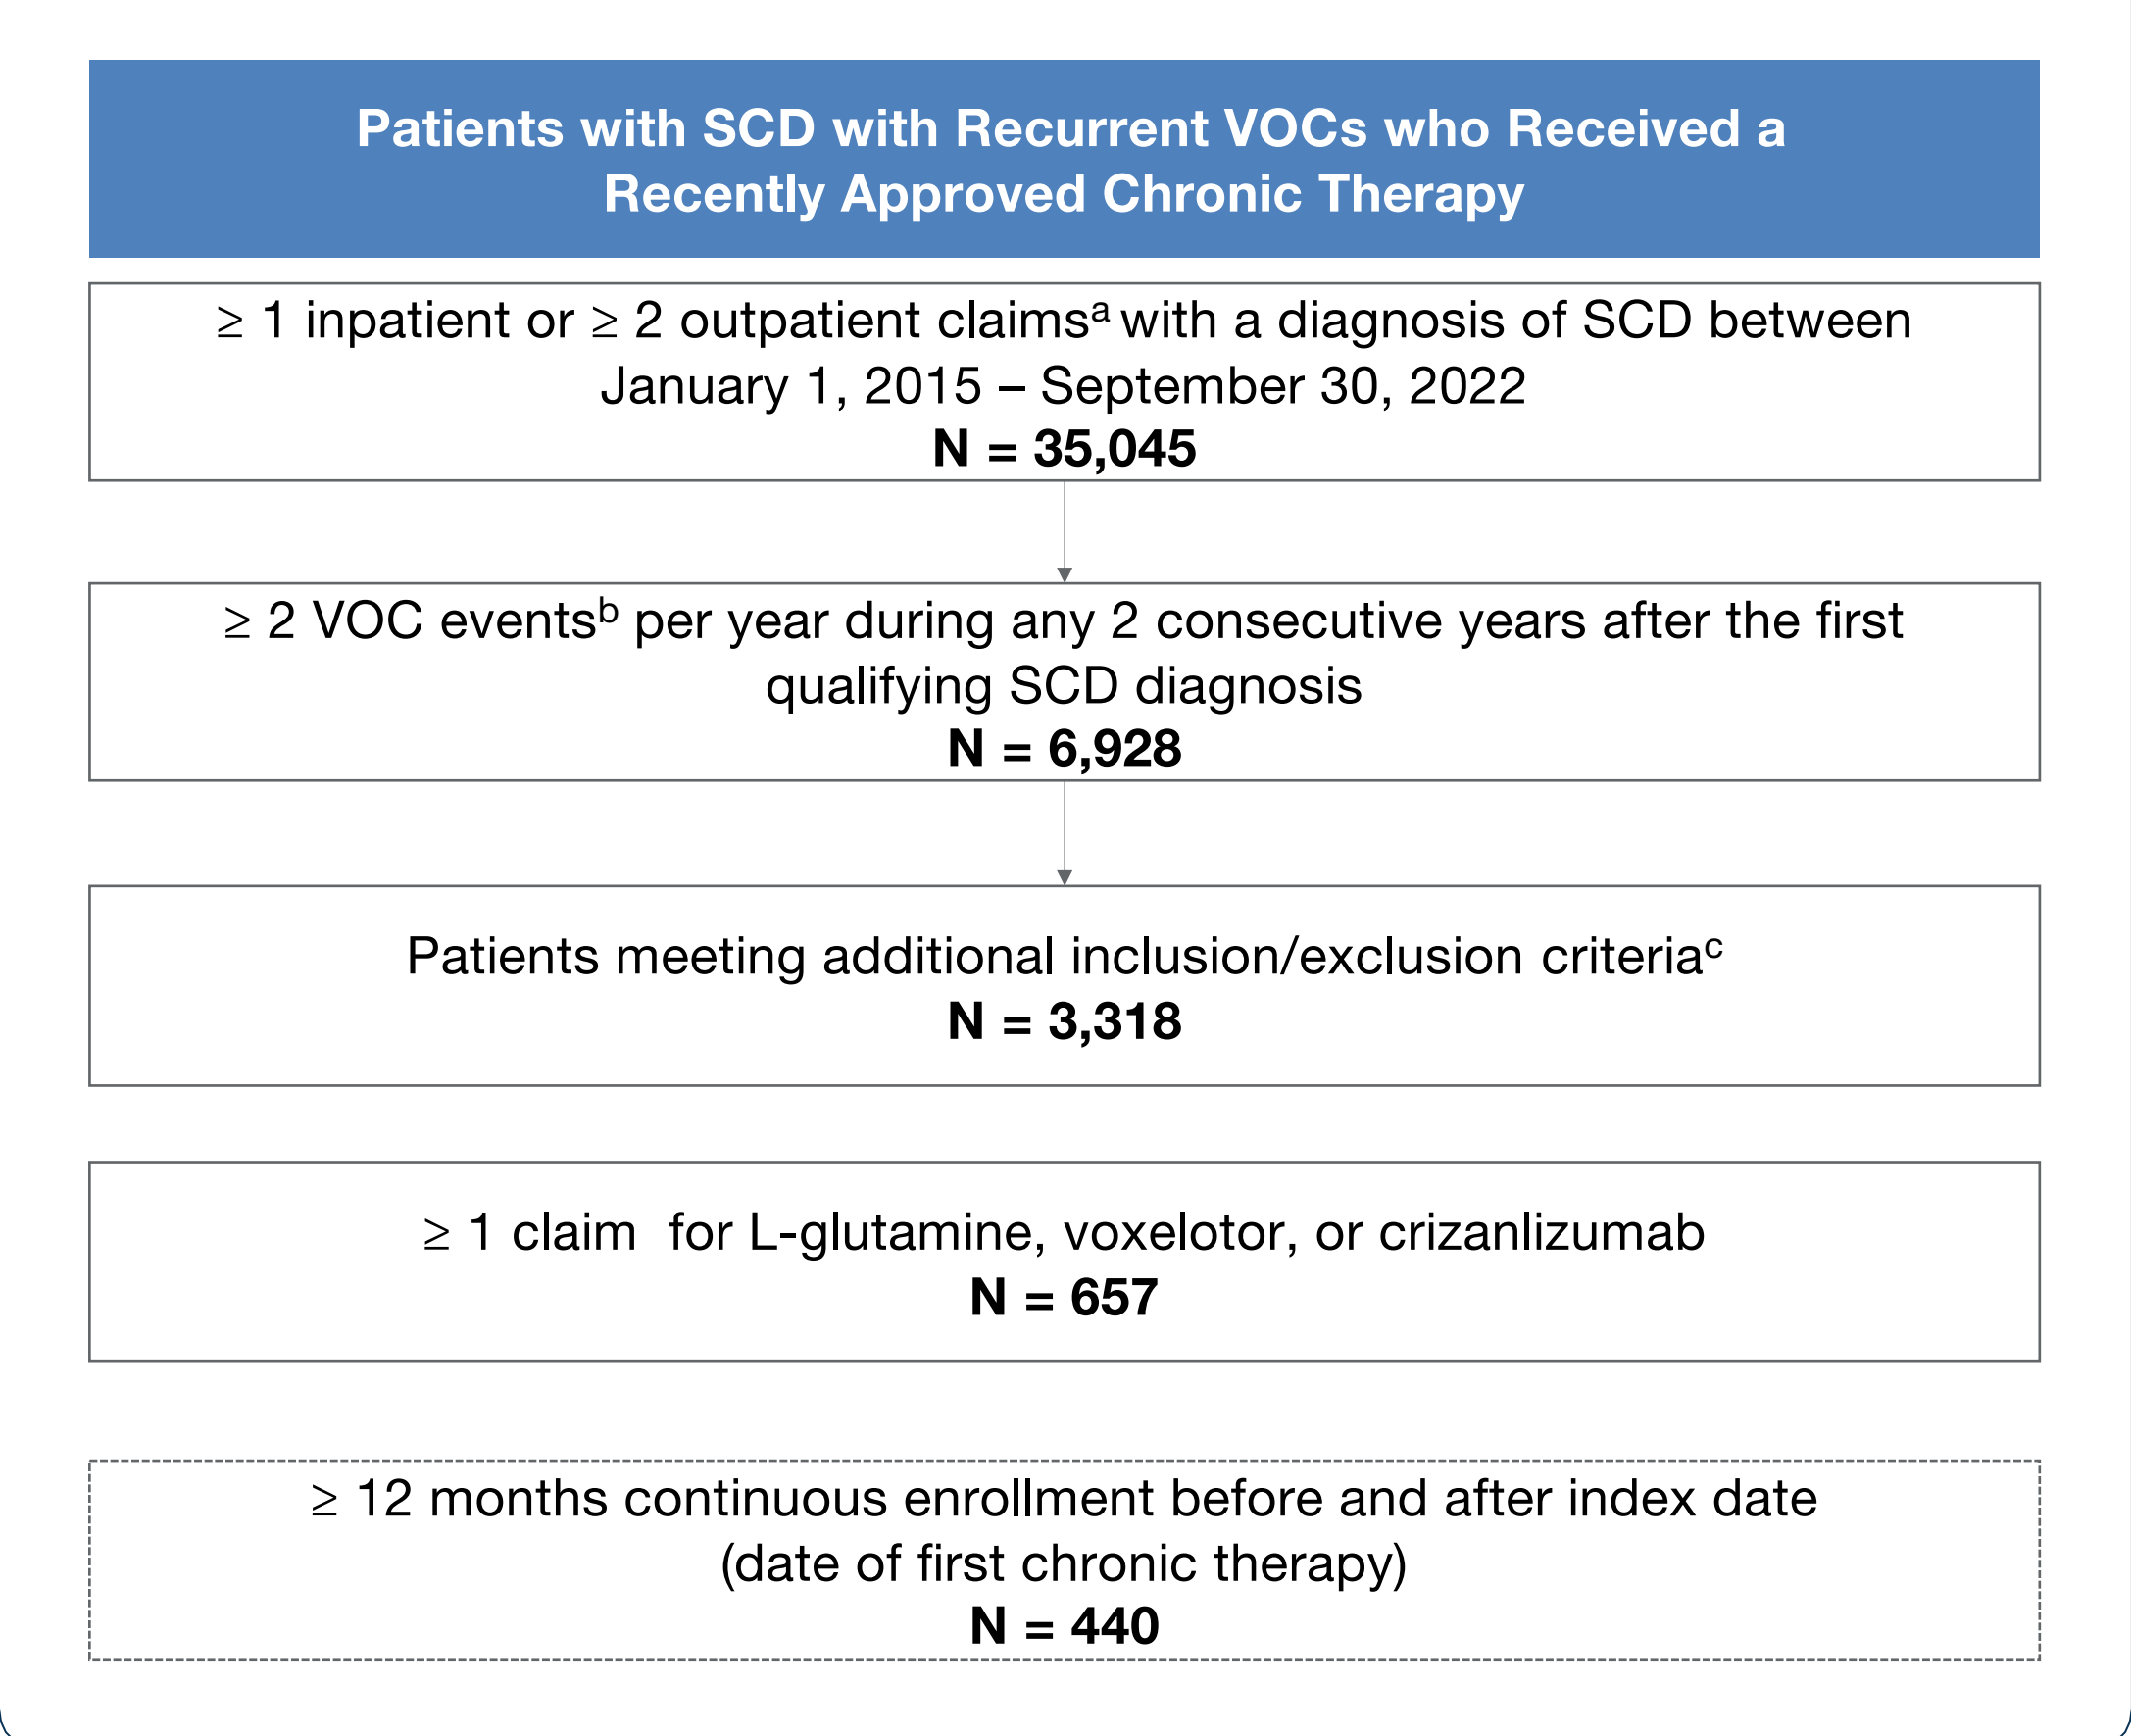 Patients with SCD with Recurrent VOCs who Received a
Recently Approved Chronic Therapy
≥ 1 inpatient or ≥ 2 outpatient claimsᵃ with a diagnosis of SCD between
January 1, 2015 – September 30, 2022
N = 35,045
≥ 2 VOC eventsᵇ per year during any 2 consecutive years after the first
qualifying SCD diagnosis
N = 6,928
Patients meeting additional inclusion/exclusion criteriaᶜ
N = 3,318
≥ 1 claim  for L-glutamine, voxelotor, or crizanlizumab
N = 657
≥ 12 months continuous enrollment before and after index date
(date of first chronic therapy)
N = 440